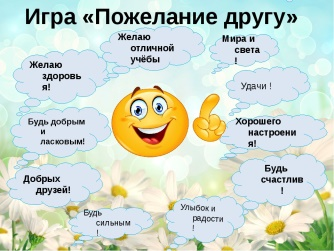 Игра «Пожелание другу»
Желаю
отличной
учёбы
Мира и
света
!
Желаю
здоровь
я!
Удачи !
Будь добрым
и
ласковым!
Хорошего
настроени
я!
Добрых
друзей!
Будь
счастлив
!
Будь
сильным
!
Улыбок и
радости
!